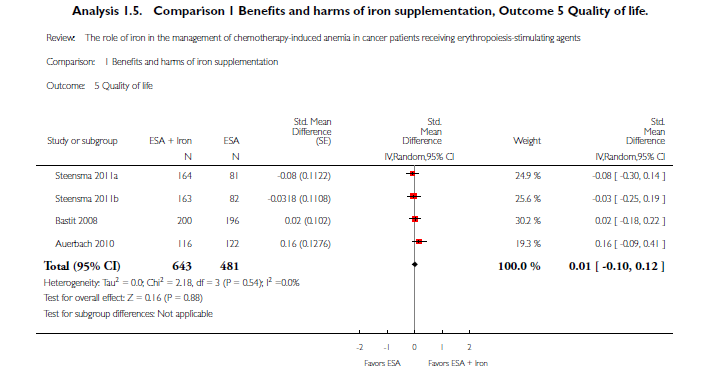 Analysis 1.5. Comparison 1 Benefits and harms of iron supplementation, Outcome 5 Quality of life.
Review: The role of iron in the management of chemotherapy-induced anemia in cancer patients receiving erythropoiesis-stimulating agents
Comparison: 1 Benefits and harms of iron supplementation
Outcome: 5 Quality of life
Study or subgroup ESA + Iron ESA Std. Mean Difference (SE) Std. Mean Difference Weight Std. Mean Difference
N N IV,Random,95% CI IV,Random,95% CI
Steensma 2011a 164 81 -0.08 (0.1122) 24.9 % -0.08 [ -0.30, 0.14 ]
Steensma 2011b 163 82 -0.0318 (0.1108) 25.6 % -0.03 [ -0.25, 0.19 ]
Bastit 2008 200 196 0.02 (0.102) 30.2 % 0.02 [ -0.18, 0.22 ]
Auerbach 2010 116 122 0.16 (0.1276) 19.3 % 0.16 [ -0.09, 0.41 ]
Total (95% CI) 643 481 100.0 % 0.01 [ -0.10, 0.12 ]
Heterogeneity: Tau² = 0.0; Chi² = 2.18, df = 3 (P = 0.54); I² =0.0%
Test for overall effect: Z = 0.16 (P = 0.88)
Test for subgroup differences: Not applicable
-2 -1 0 1 2
Favors ESA Favors ESA + Iron